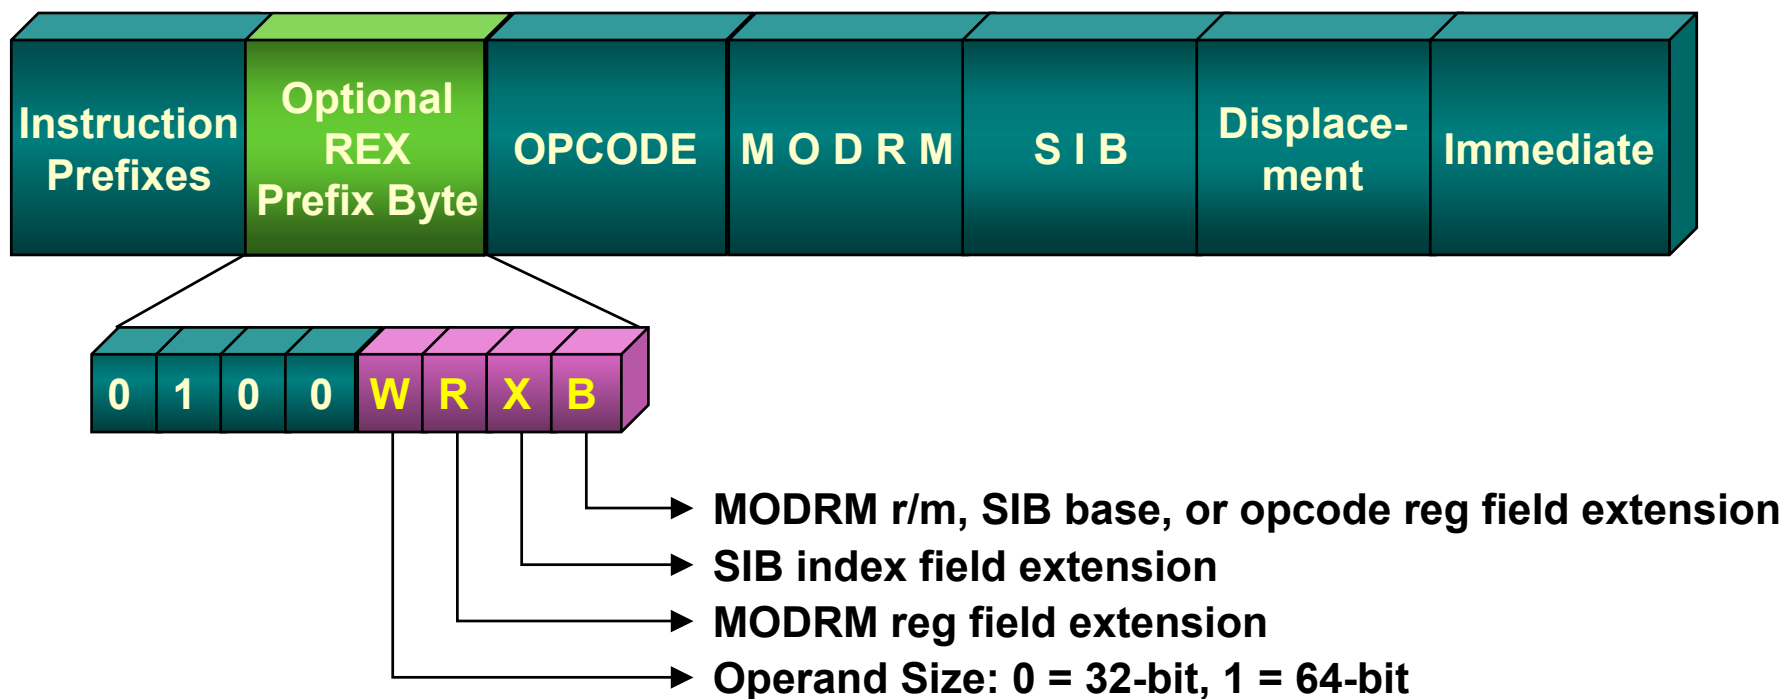 Instruction
Prefixes
Optional
REX
Prefix Byte
OPCODE
M O D R M
S I B
Displace-
ment
Immediate
0 1 0 0 W R X B
MODRM r/m, SIB base, or opcode reg field extension
SIB index field extension
MODRM reg field extension
Operand Size: 0 = 32-bit, 1 = 64-bit